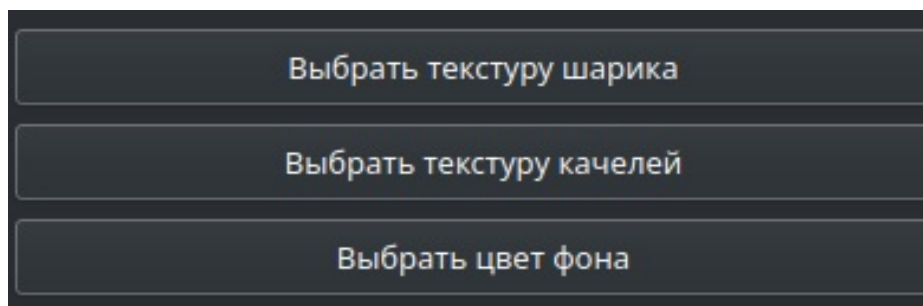 Выбрать текстуру шарика
Выбрать текстуру качелей
Выбрать цвет фона